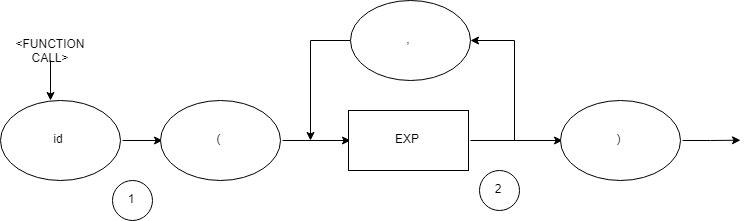 <FUNCTION
CALL>
,
id
(
EXP
)
1
2